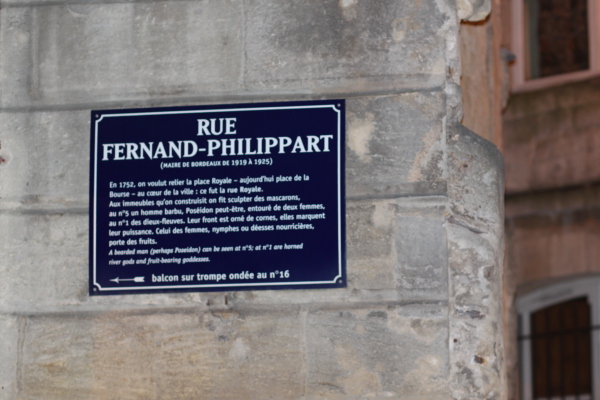 RUE
FERNAND-PHILIPPART
(MAIRE DE BORDEAUX DE 1919 À 1925)
En 1752, on voulut relier la place Royale – aujourd'hui place de la
Bourse – au cœur de la ville : ce fut la rue Royale.
Aux immeubles qu'on construisit on fit sculpter des mascarons,
au n°5 un homme barbu, Poséidon peut-être, entouré de deux femmes,
au n°1 des dieux-fleuves. Leur front est orné de cornes, elles marquent
leur puissance. Celui des femmes, nymphes ou déesses nourricières,
porte des fruits.
A bearded man (perhaps Poseidon) can be seen at n°5; at n°1 are horned
river gods and fruit-bearing goddesses.
balcon sur trompe ondée au n°16